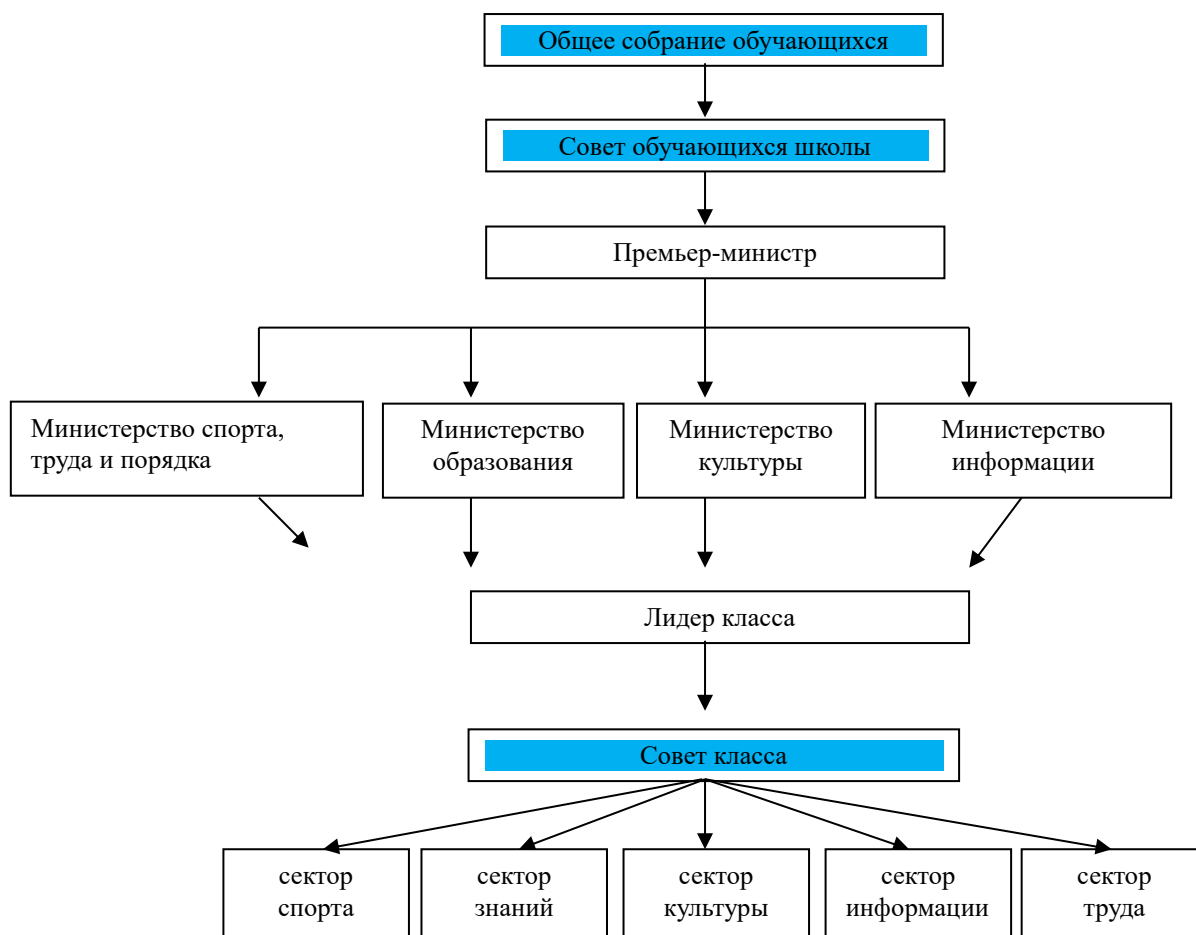 Общее собрание обучающихся
Совет обучающихся школы
Премьер-министр
Министерство спорта,
труда и порядка
Министерство
образования
Министерство
культуры
Министерство
информации
Лидер класса
Совет класса
сектор
спорта
сектор
знаний
сектор
культуры
сектор
информации
сектор
труда